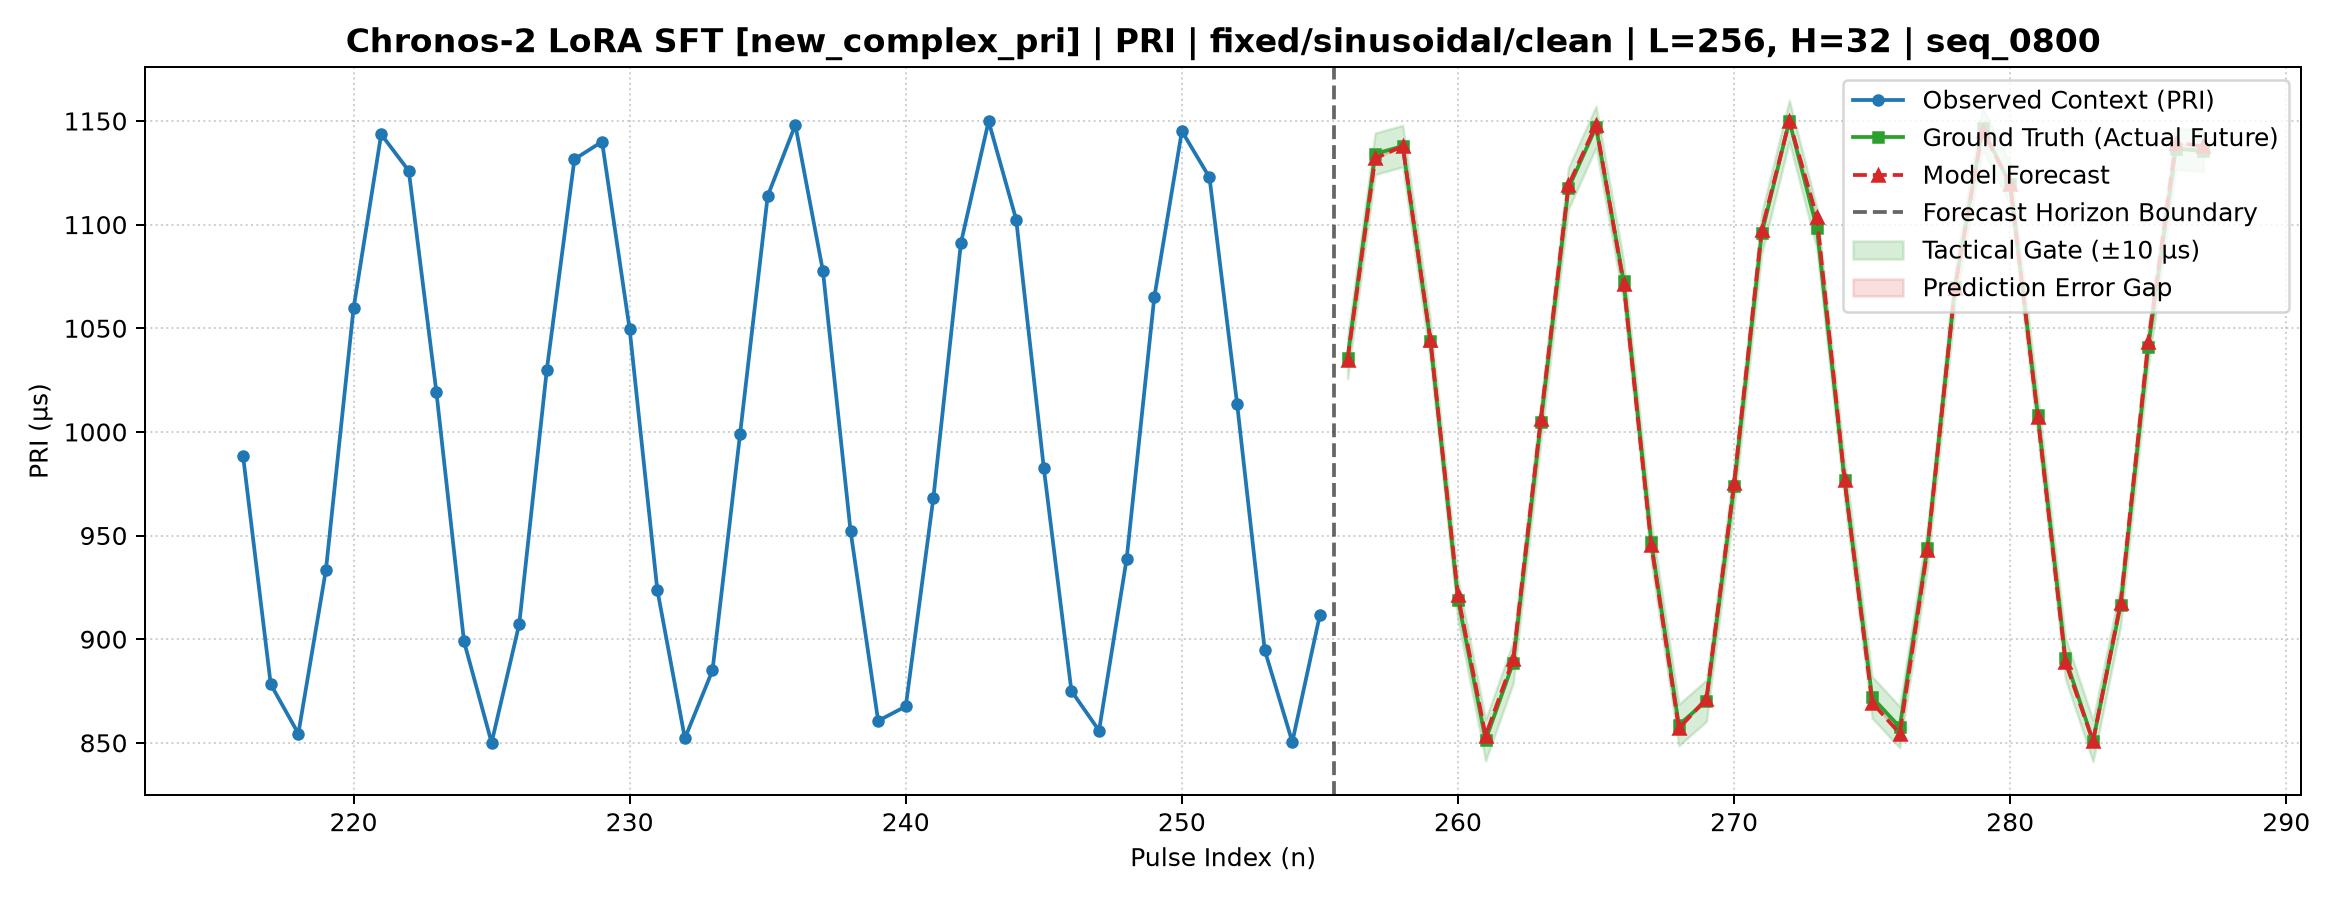 Chronos-2 LoRA SFT [new_complex_pri] | PRI | fixed/sinusoidal/clean | L=256, H=32 | seq_0800
Observed Context (PRI)
Ground Truth (Actual Future)
Model Forecast
Forecast Horizon Boundary
Tactical Gate (±10 µs)
Prediction Error Gap
PRI (µs)
1150
1100
1050
1000
950
900
850
220 230 240 250 260 270 280 290
Pulse Index (n)